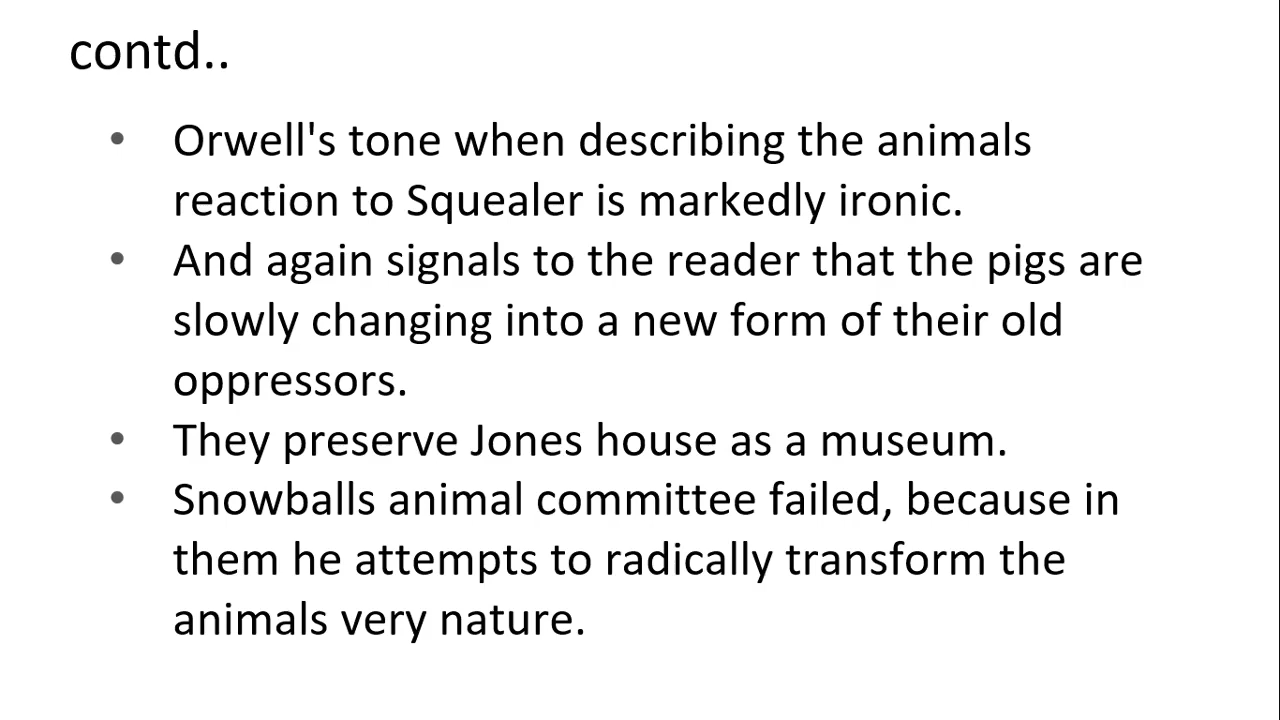 contd..
• Orwell's tone when describing the animals
reaction to Squealer is markedly ironic.
• And again signals to the reader that the pigs are
slowly changing into a new form of their old
oppressors.
• They preserve Jones house as a museum.
• Snowballs animal committee failed, because in
them he attempts to radically transform the
animals very nature.